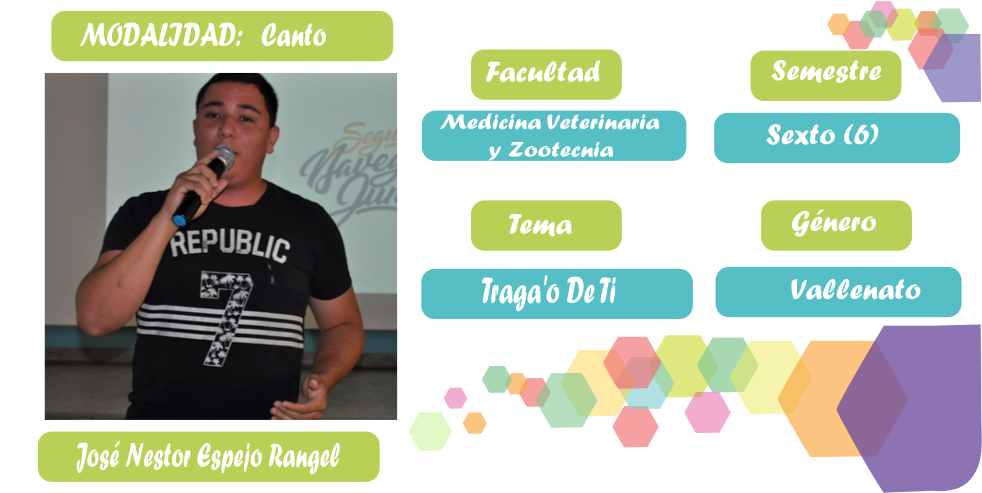 MODALIDAD: Canto
Facultad
Medicina Veterinaria
y Zootecnia
Semestre
Sexto (6)
Tema
Traga'o De Ti
Género
Vallenato
REPUBLIC
7
José Nestor Espejo Rangel